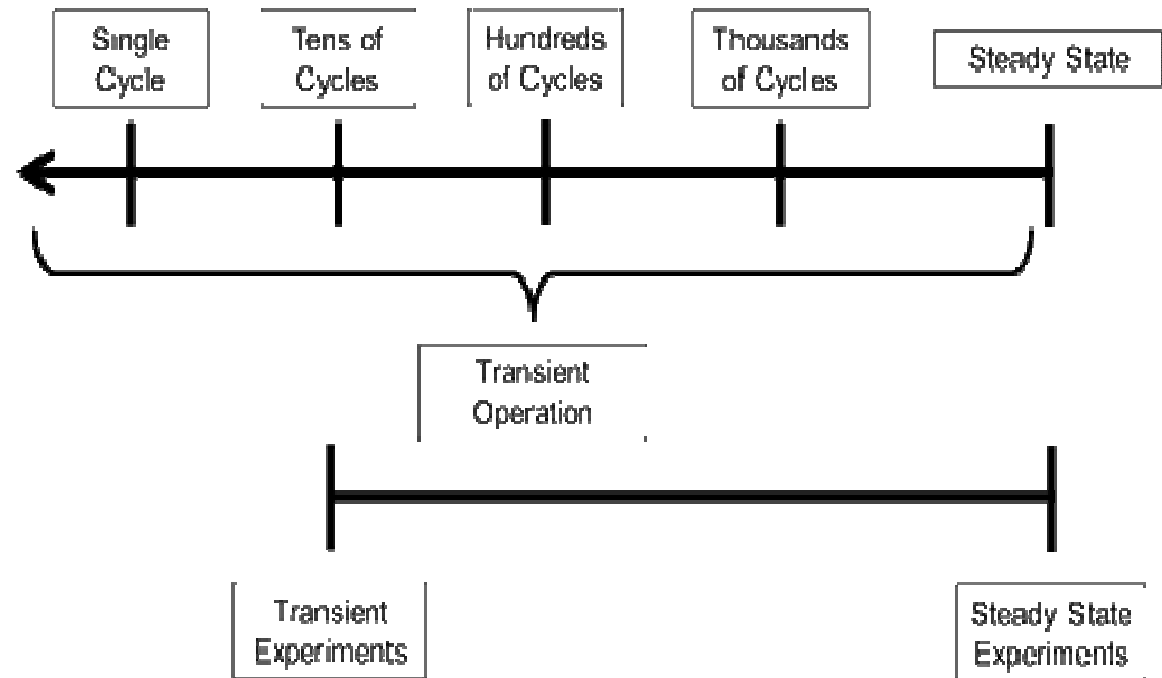 Single
Cycle
Tens of
Cycles
Hundreds
of Cycles
Thousands
of Cycles
Steady State
Transient
Operation
Transient
Experiments
Steady State
Experiments